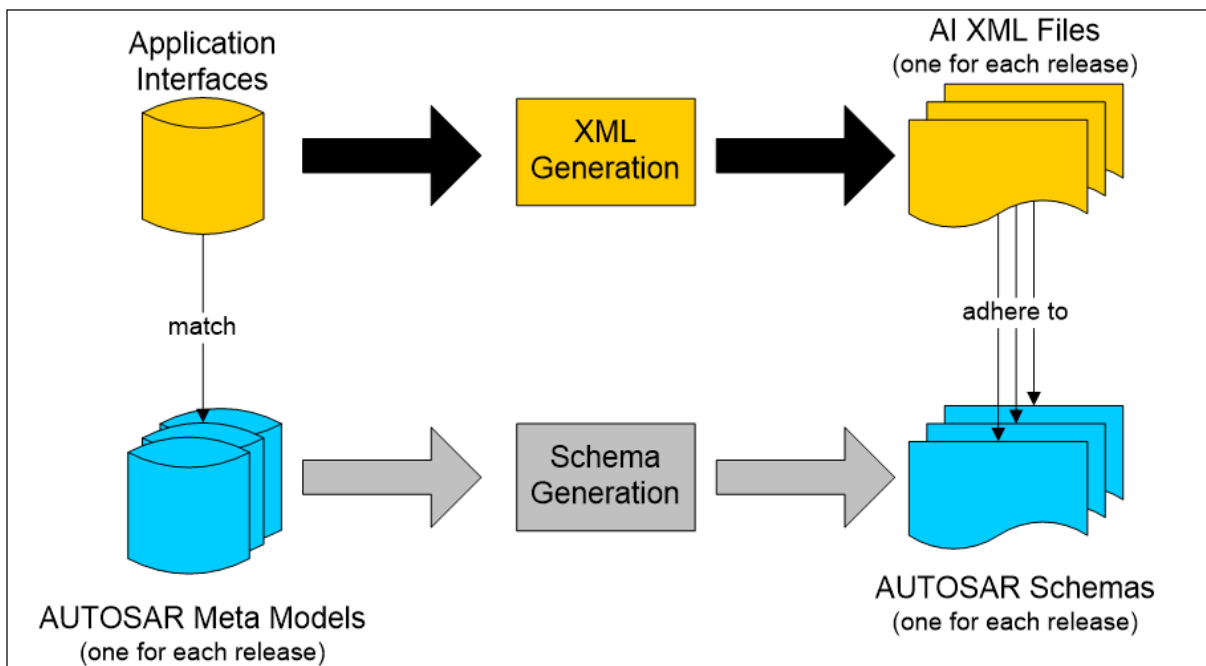 Application
Interfaces
AI XML Files
(one for each release)
XML
Generation
match
adhere to
Schema
Generation
AUTOSAR Meta Models
(one for each release)
AUTOSAR Schemas
(one for each release)